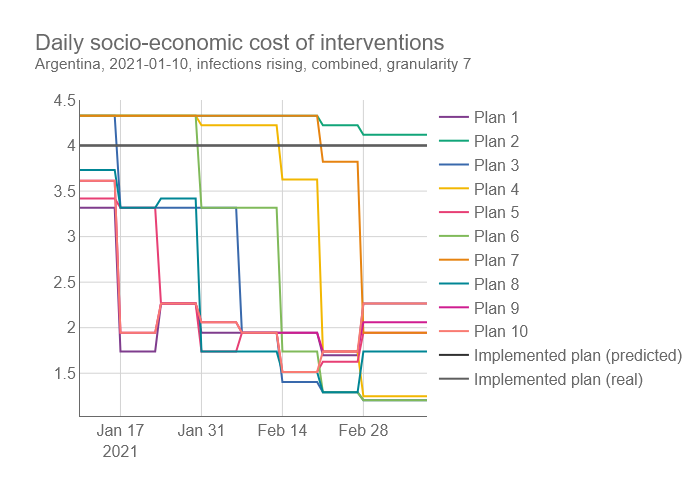 Daily socio-economic cost of interventions
Argentina, 2021-01-10, infections rising, combined, granularity 7
4.5
4
3.5
3
2.5
2
1.5
Jan 17
2021
Jan 31
Feb 14
Feb 28
Plan 1
Plan 2
Plan 3
Plan 4
Plan 5
Plan 6
Plan 7
Plan 8
Plan 9
Plan 10
Implemented plan (predicted)
Implemented plan (real)